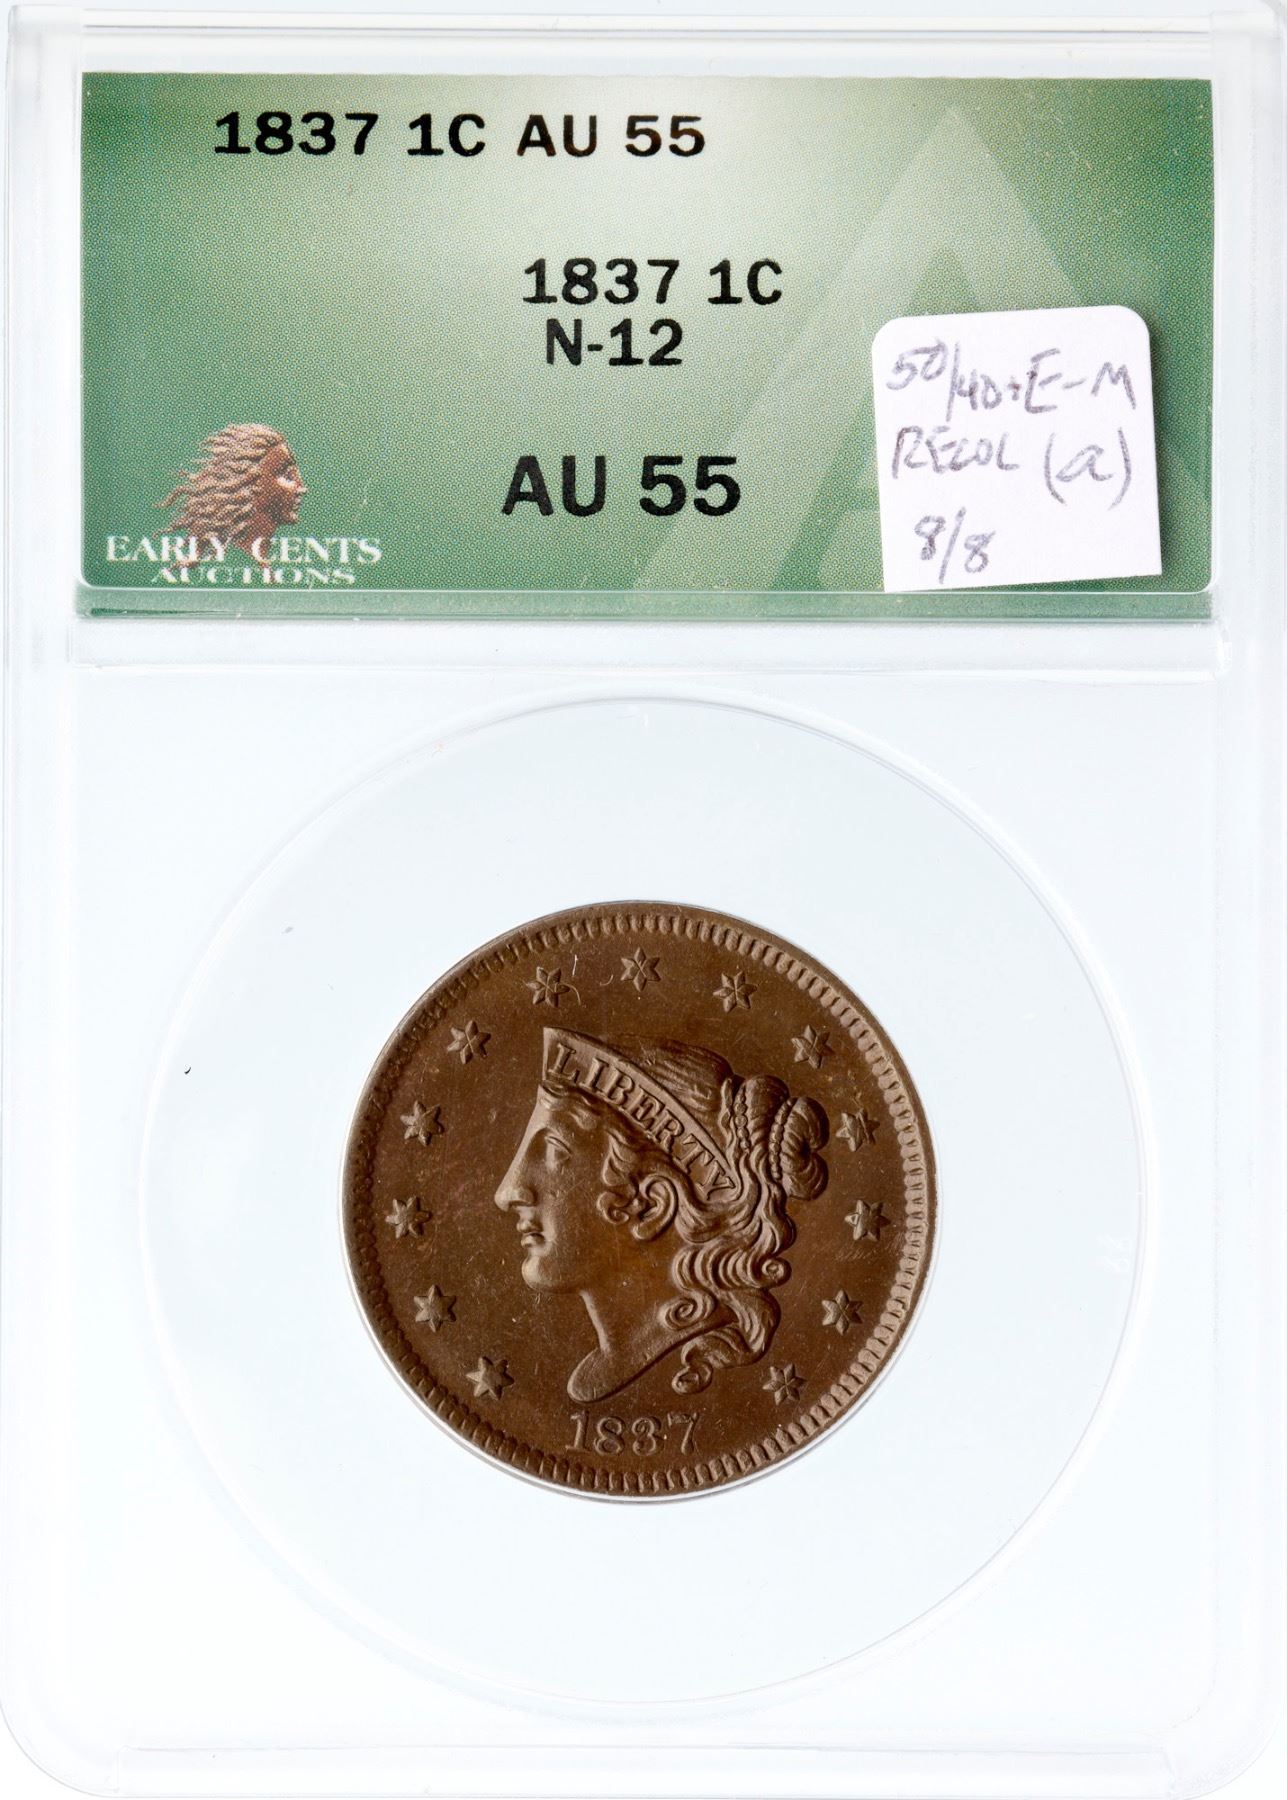 1837 1C AU 55
1837 1C
N-12
AU 55
EARLY CENTS
AUCTIONS
50/40+ E-M
RECOL (a)
8/8
LIBERTY
1837